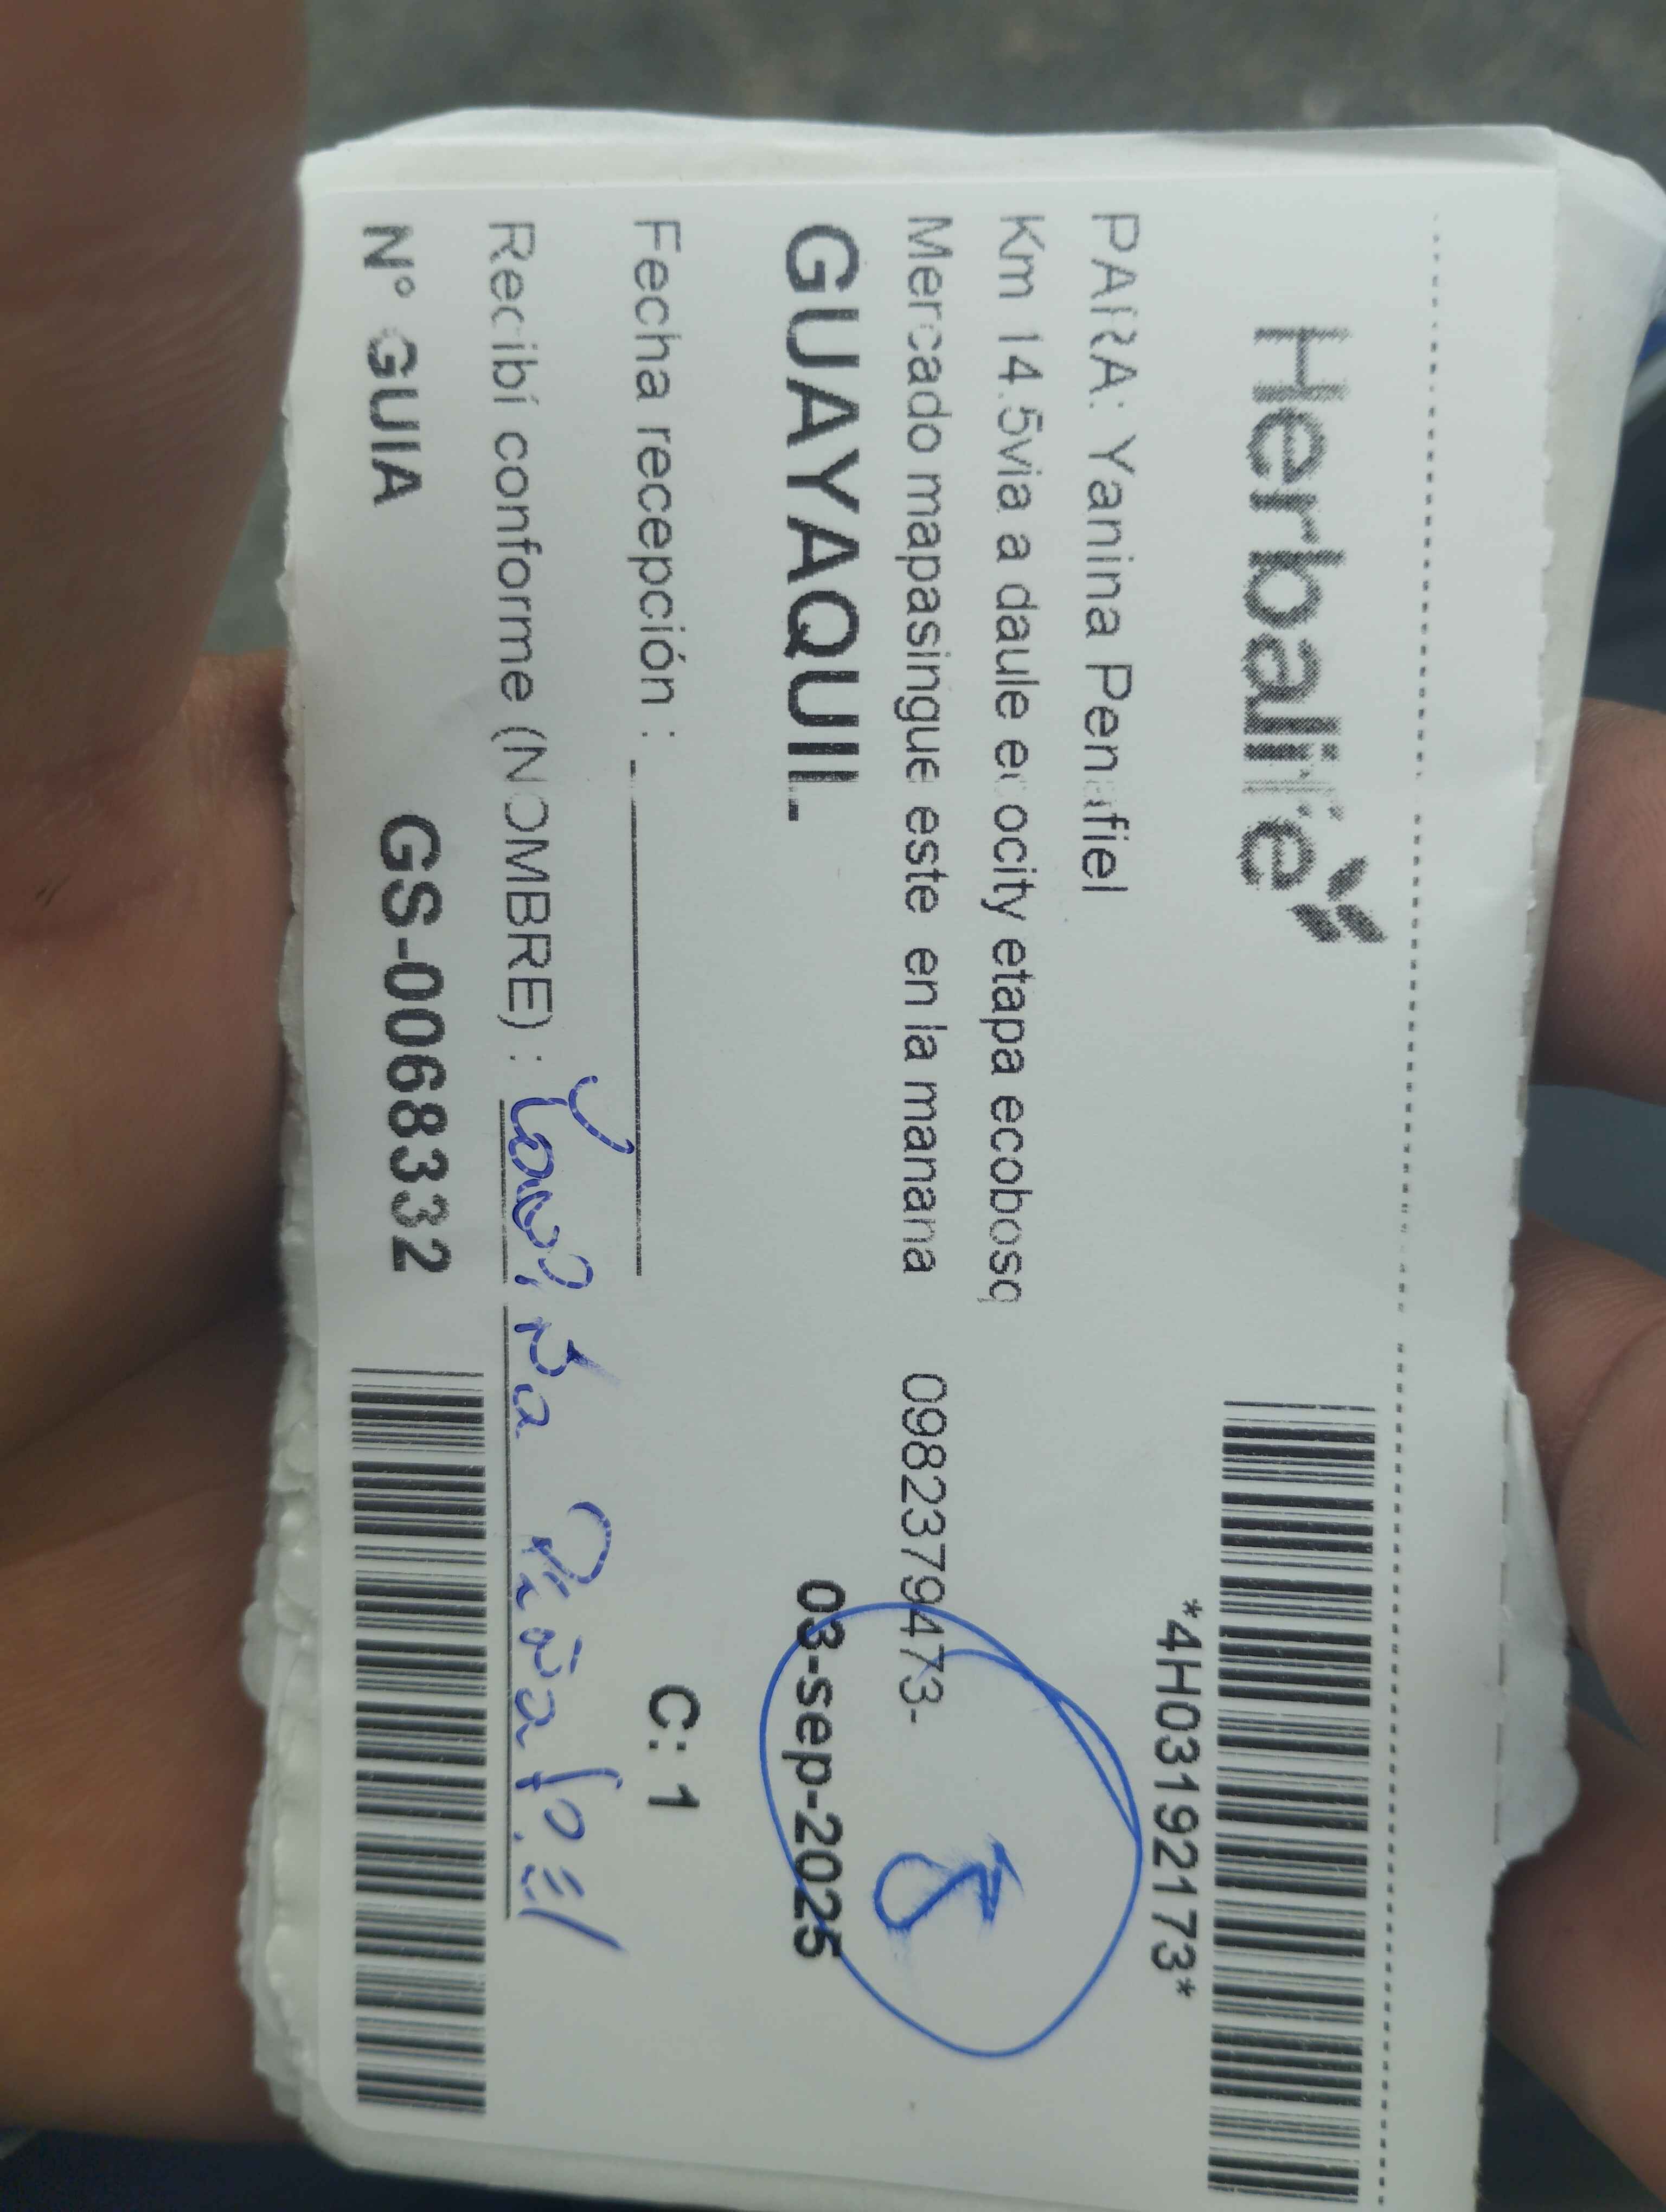 Herbalife
*4H03192173*
PARA: Yanina Penafiel
Km 14.5via a daule ecocity etapa ecobosq
Mercado mapasingue este en la manana 0982379473-
8
GUAYAQUIL 03-sep-2025
Fecha recepción :
C: 1
Recibí conforme (NOMBRE) : Peñafiel
N° GUIA GS-0068332